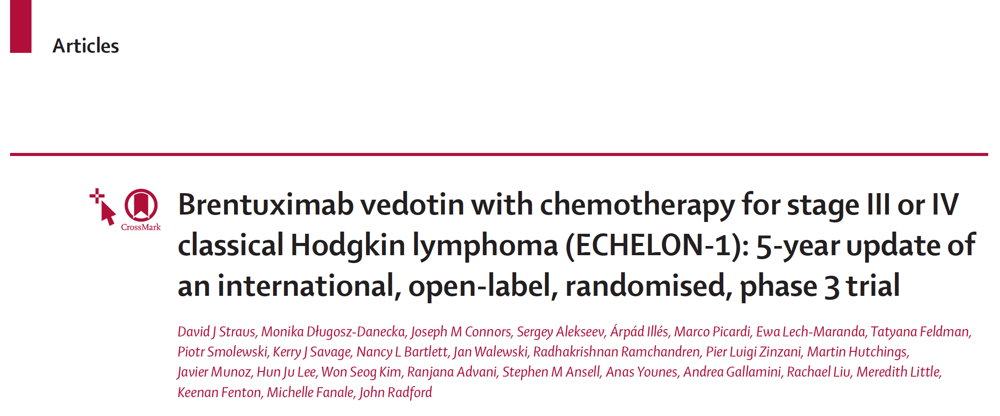 Articles
CrossMark
Brentuximab vedotin with chemotherapy for stage III or IV
classical Hodgkin lymphoma (ECHELON-1): 5-year update of
an international, open-label, randomised, phase 3 trial
David J Straus, Monika Długosz-Danecka, Joseph M Connors, Sergey Alekseev, Árpád Illés, Marco Picardi, Ewa Lech-Maranda, Tatyana Feldman,
Piotr Smolewski, Kerry J Savage, Nancy L Bartlett, Jan Walewski, Radhakrishnan Ramchandren, Pier Luigi Zinzani, Martin Hutchings,
Javier Munoz, Hun Ju Lee, Won Seog Kim, Ranjana Advani, Stephen M Ansell, Anas Younes, Andrea Gallamini, Rachael Liu, Meredith Little,
Keenan Fenton, Michelle Fanale, John Radford